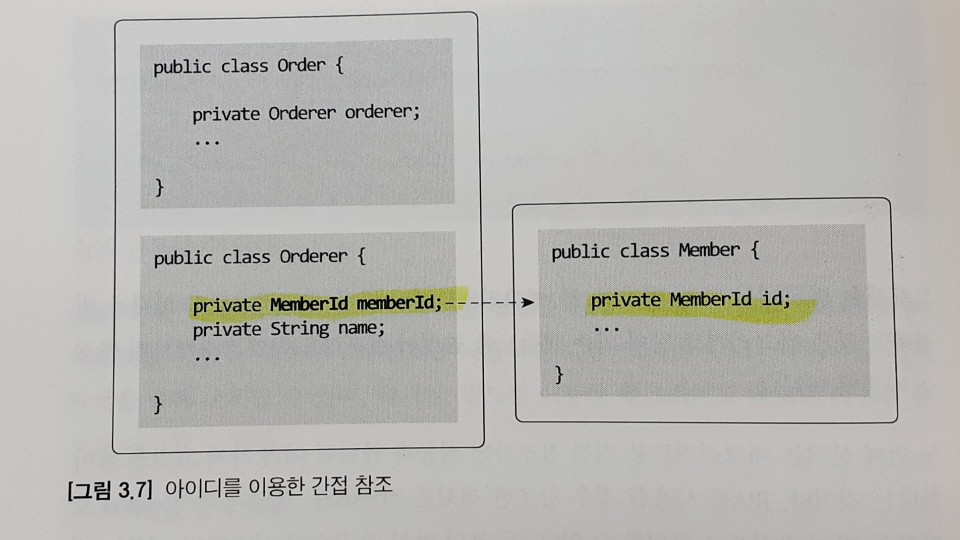 public class Order {
private Orderer orderer;
...
}
public class Orderer {
private MemberId memberId;
private String name;
...
}
public class Member {
private MemberId id;
...
}
[그림 3.7] 아이디를 이용한 간접 참조